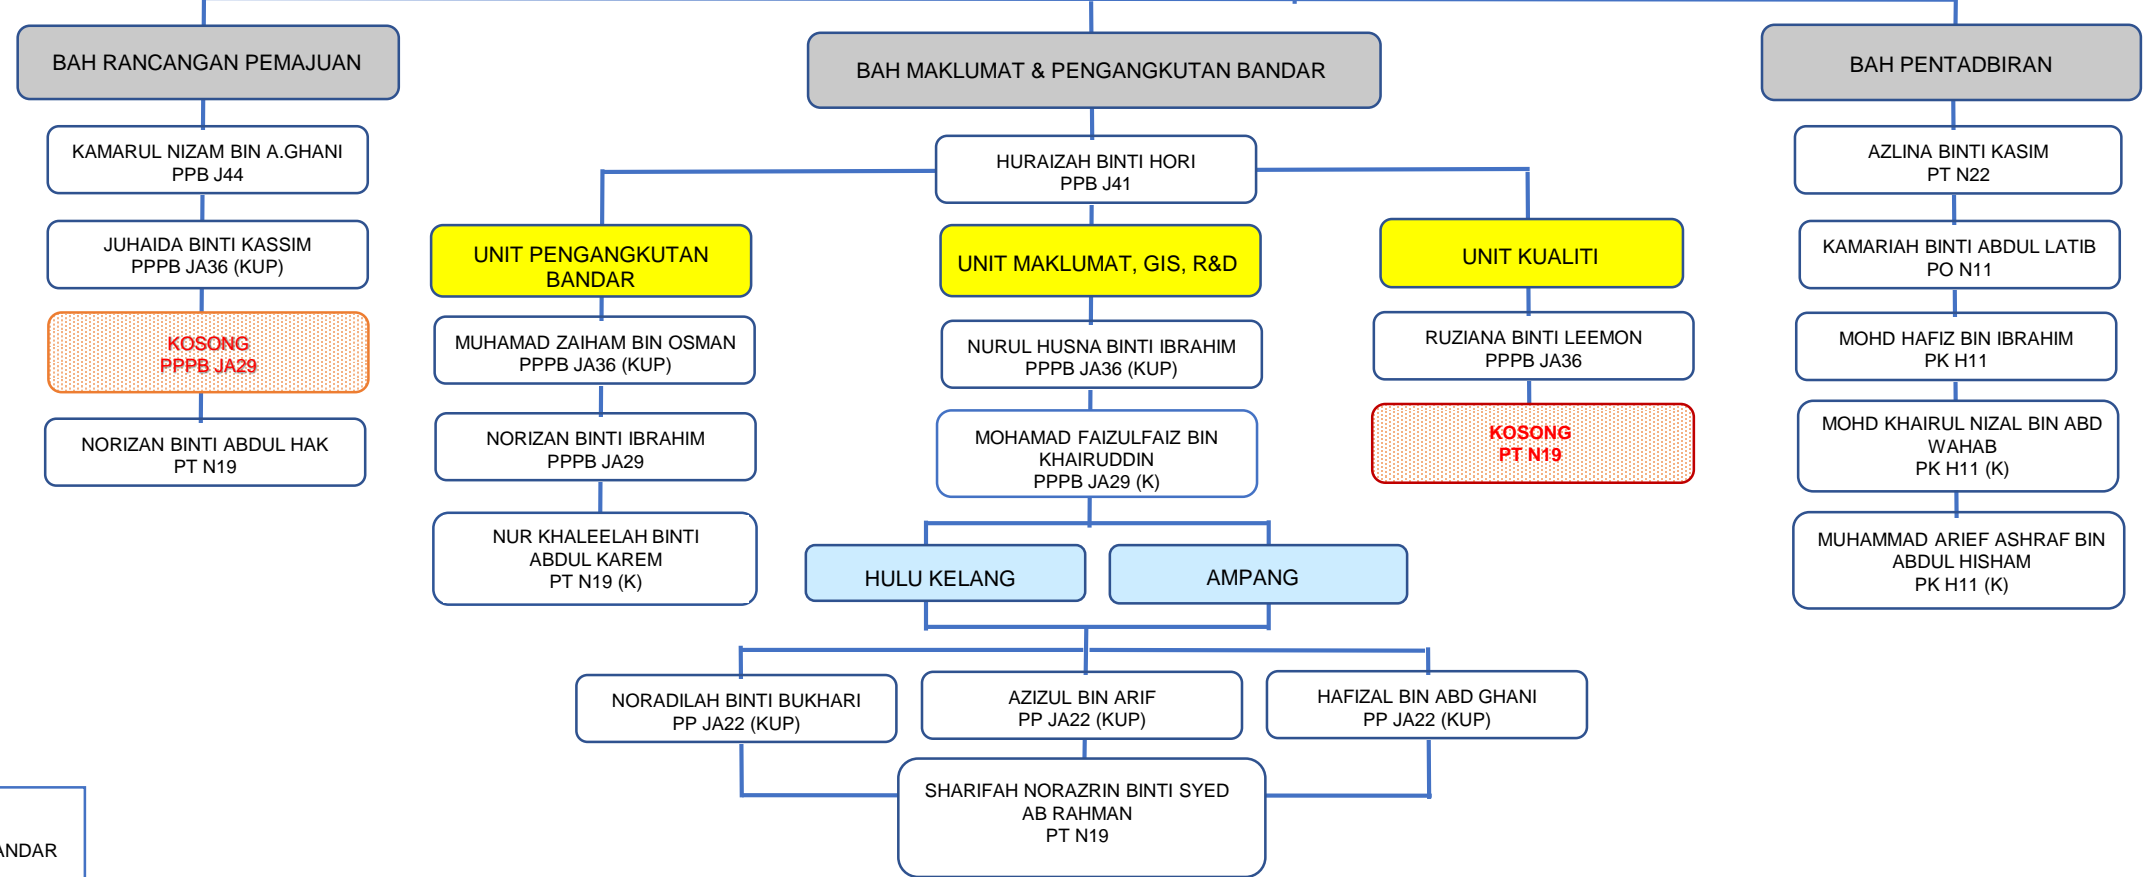 BAH RANCANGAN PEMAJUAN
KAMARUL NIZAM BIN A.GHANI
PPB J44
JUHAIDA BINTI KASSIM
PPPB JA36 (KUP)
KOSONG
PPPB JA29
NORIZAN BINTI ABDUL HAK
PT N19
BAH MAKLUMAT & PENGANGKUTAN BANDAR
HURAIZAH BINTI HORI
PPB J41
UNIT PENGANGKUTAN
BANDAR
MUHAMAD ZAIHAM BIN OSMAN
PPPB JA36 (KUP)
NORIZAN BINTI IBRAHIM
PPPB JA29
NUR KHALEELAH BINTI
ABDUL KAREM
PT N19 (K)
UNIT MAKLUMAT, GIS, R&D
NURUL HUSNA BINTI IBRAHIM
PPPB JA36 (KUP)
MOHAMAD FAIZULFAIZ BIN
KHAIRUDDIN
PPPB JA29 (K)
HULU KELANG
AMPANG
NORADILAH BINTI BUKHARI
PP JA22 (KUP)
AZIZUL BIN ARIF
PP JA22 (KUP)
HAFIZAL BIN ABD GHANI
PP JA22 (KUP)
SHARIFAH NORAZRIN BINTI SYED
AB RAHMAN
PT N19
UNIT KUALITI
RUZIANA BINTI LEEMON
PPPB JA36
KOSONG
PT N19
BAH PENTADBIRAN
AZLINA BINTI KASIM
PT N22
KAMARIAH BINTI ABDUL LATIB
PO N11
MOHD HAFIZ BIN IBRAHIM
PK H11
MOHD KHAIRUL NIZAL BIN ABD
WAHAB
PK H11 (K)
MUHAMMAD ARIEF ASHRAF BIN
ABDUL HISHAM
PK H11 (K)